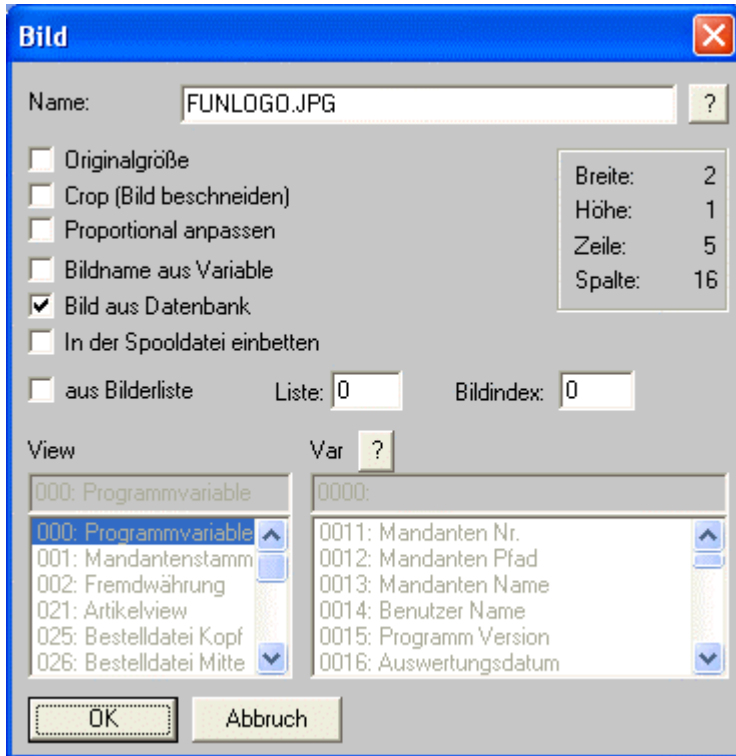 Bild
Name: FUNLOGO.JPG ?
Originalgröße
Crop (Bild beschneiden)
Proportional anpassen
Bildname aus Variable
Bild aus Datenbank
In der Spooldatei einbetten
Breite: 2
Höhe: 1
Zeile: 5
Spalte: 16
aus Bilderliste Liste: 0 Bildindex: 0
View
000: Programmvariable
000: Programmvariable
001: Mandantenstamm
002: Fremdwährung
021: Artikelview
025: Bestelldatei Kopf
026: Bestelldatei Mitte
Var ?
0000:
0011: Mandanten Nr.
0012: Mandanten Pfad
0013: Mandanten Name
0014: Benutzer Name
0015: Programm Version
0016: Auswertungsdatum
OK Abbruch